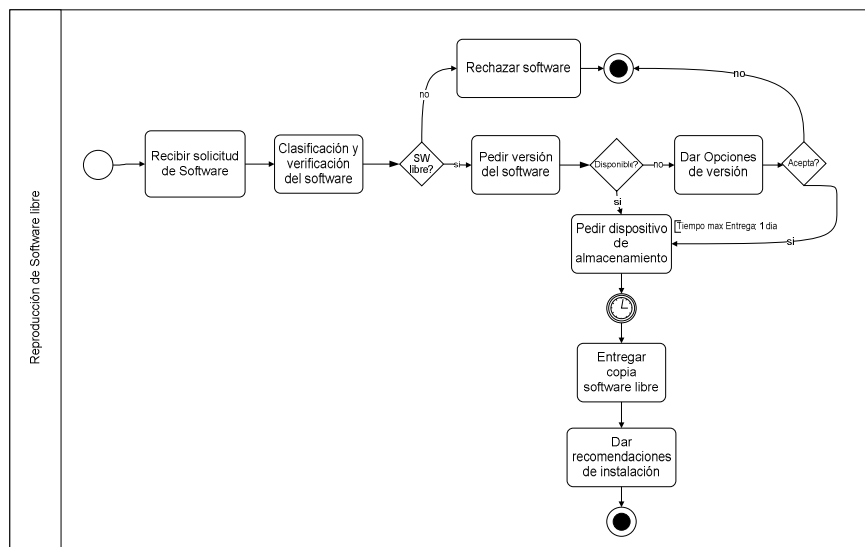 Reproducción de Software libre
Rechazar software
no
no
Recibir solicitud
de Software
Clasificación y
verificación
del software
SW
libre?
si
Pedir versión
del software
Disponible?
no
Dar Opciones
de versión
Acepta?
si
Pedir dispositivo
de
almacenamiento
Tiempo max Entrega; 1 dia
si
Entregar
copia
software libre
Dar
recomendaciones
de instalación